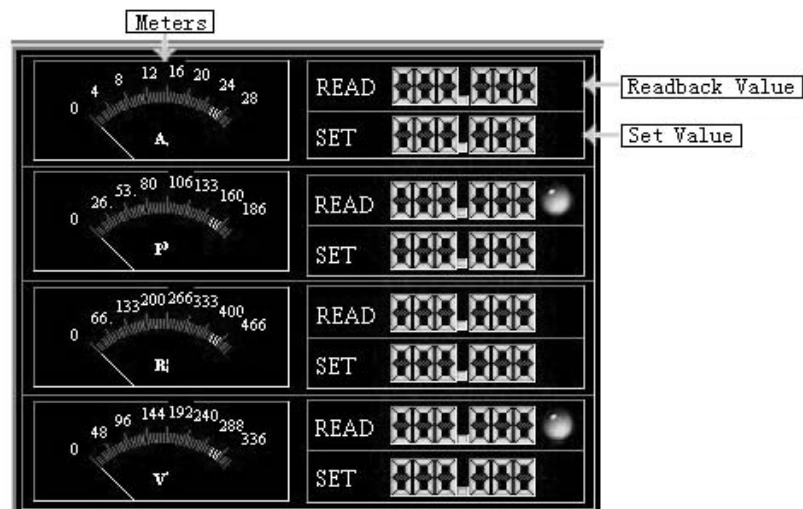 Meters
0 4 8 12 16 20 24 28
A
READ
Readback Value
SET
Set Value
0 26. 53. 80 106 133 160 186
P
READ
SET
0 66. 133 200 266 333 400 466
R
READ
SET
0 48 96 144 192 240 288 336
V
READ
SET